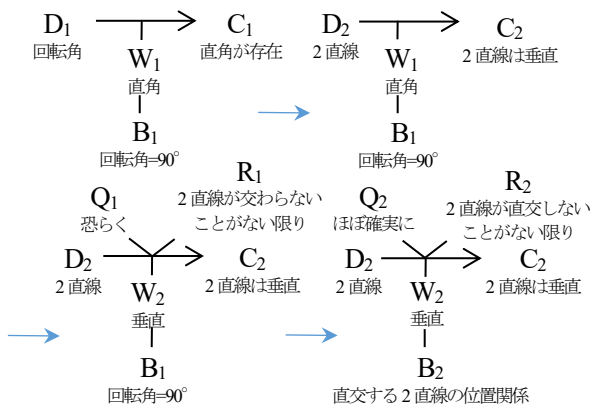 D1 C1
回転角 直角が存在
W1
直角
B1
回転角=90°
D2 C2
2 直線 2 直線は垂直
W1
直角
B1
回転角=90°
Q1 R1
恐らく 2 直線が交わらない
ことがない限り
D2 C2
2 直線 2 直線は垂直
W2
垂直
B1
回転角=90°
Q2 R2
ほぼ確実に 2 直線が直交しない
ことがない限り
D2 C2
2 直線 2 直線は垂直
W2
垂直
B2
直交する 2 直線の位置関係